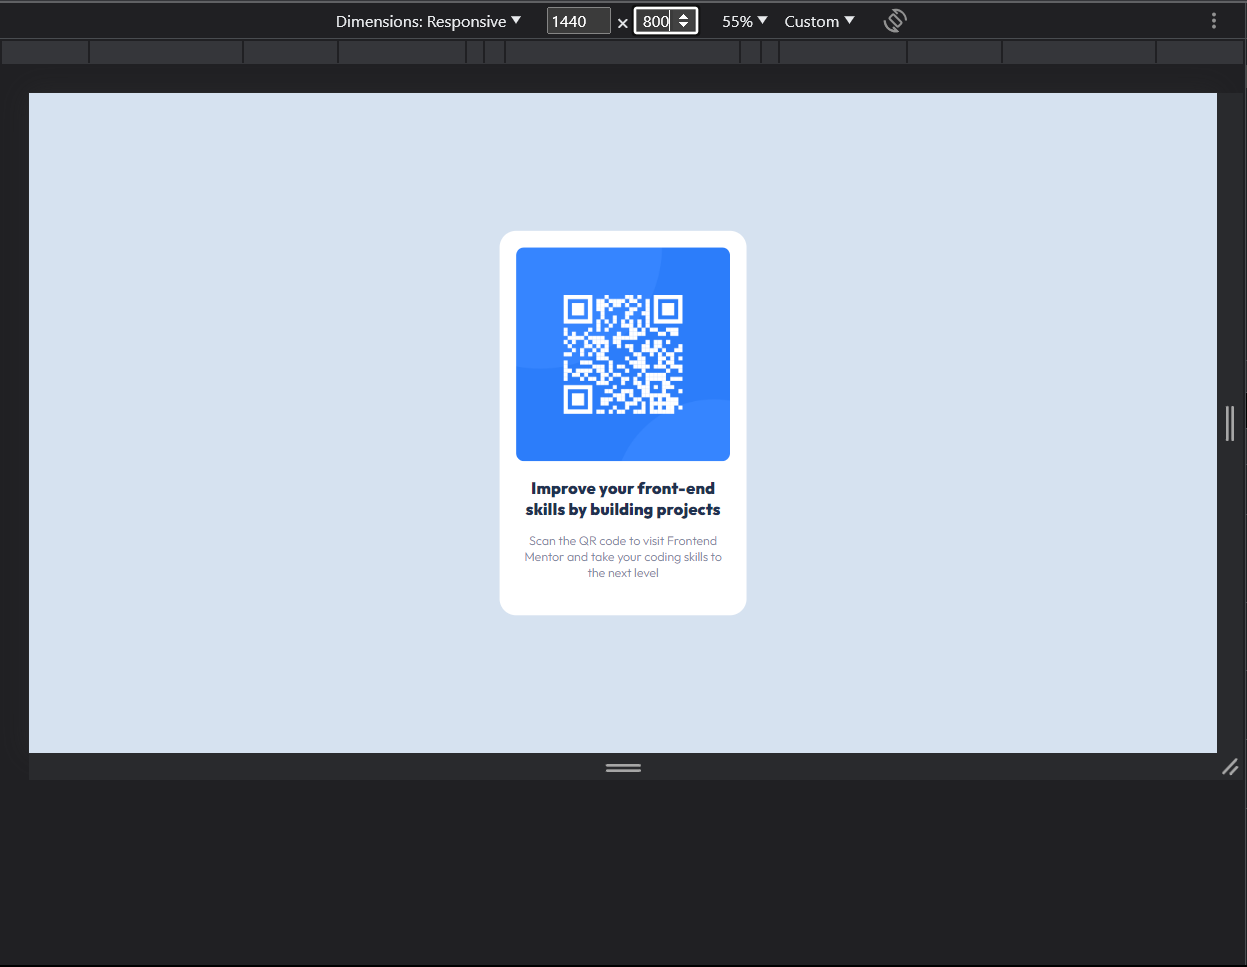 Dimensions: Responsive 1440 × 800 55% Custom
Improve your front-end
skills by building projects
Scan the QR code to visit Frontend
Mentor and take your coding skills to
the next level